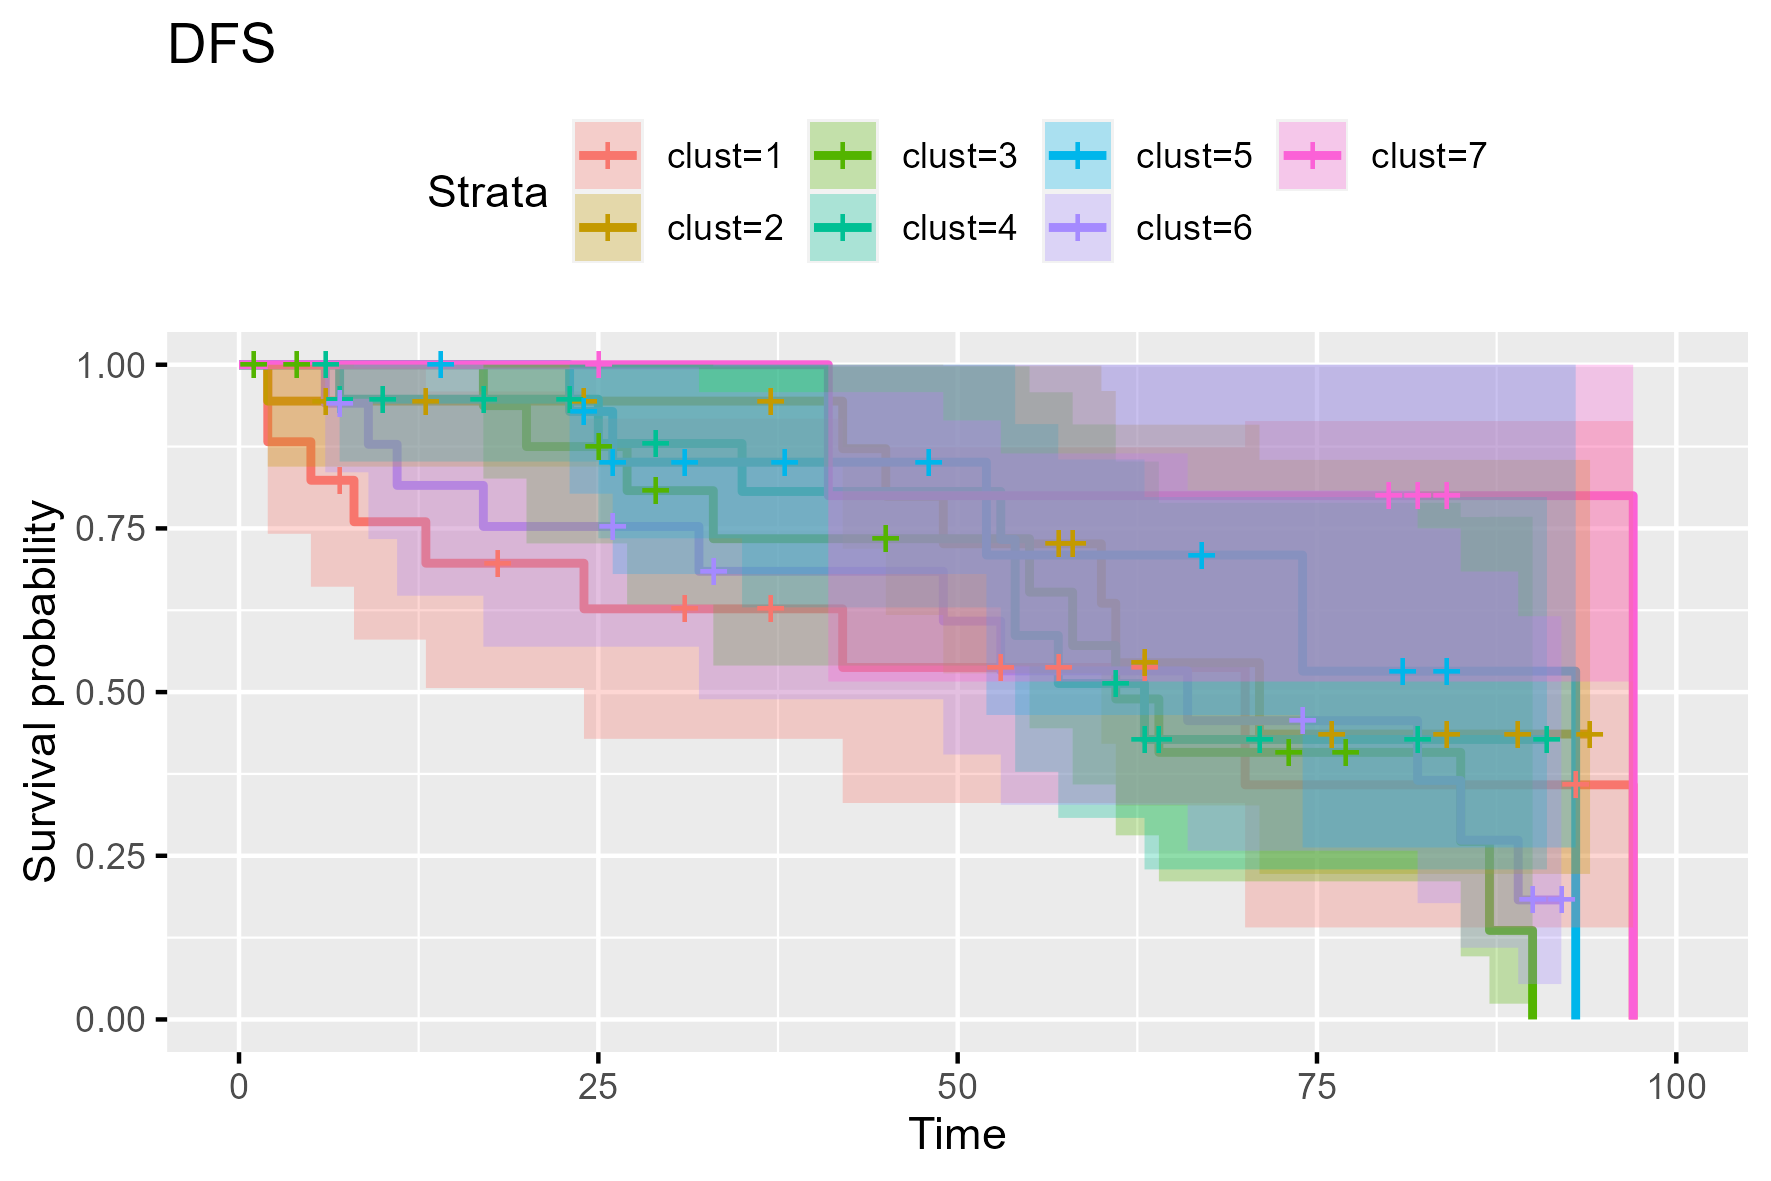 DFS
Strata
clust=1
clust=3
clust=5
clust=7
clust=2
clust=4
clust=6
Survival probability
1.00
0.75
0.50
0.25
0.00
0 25 50 75 100
Time